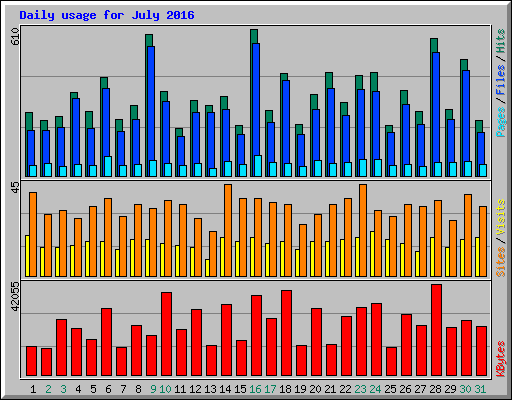 Daily usage for July 2016
610
Pages / Files / Hits
45
Sites / Visits
42055
KBytes
1 2 3 4 5 6 7 8 9 10 11 12 13 14 15 16 17 18 19 20 21 22 23 24 25 26 27 28 29 30 31